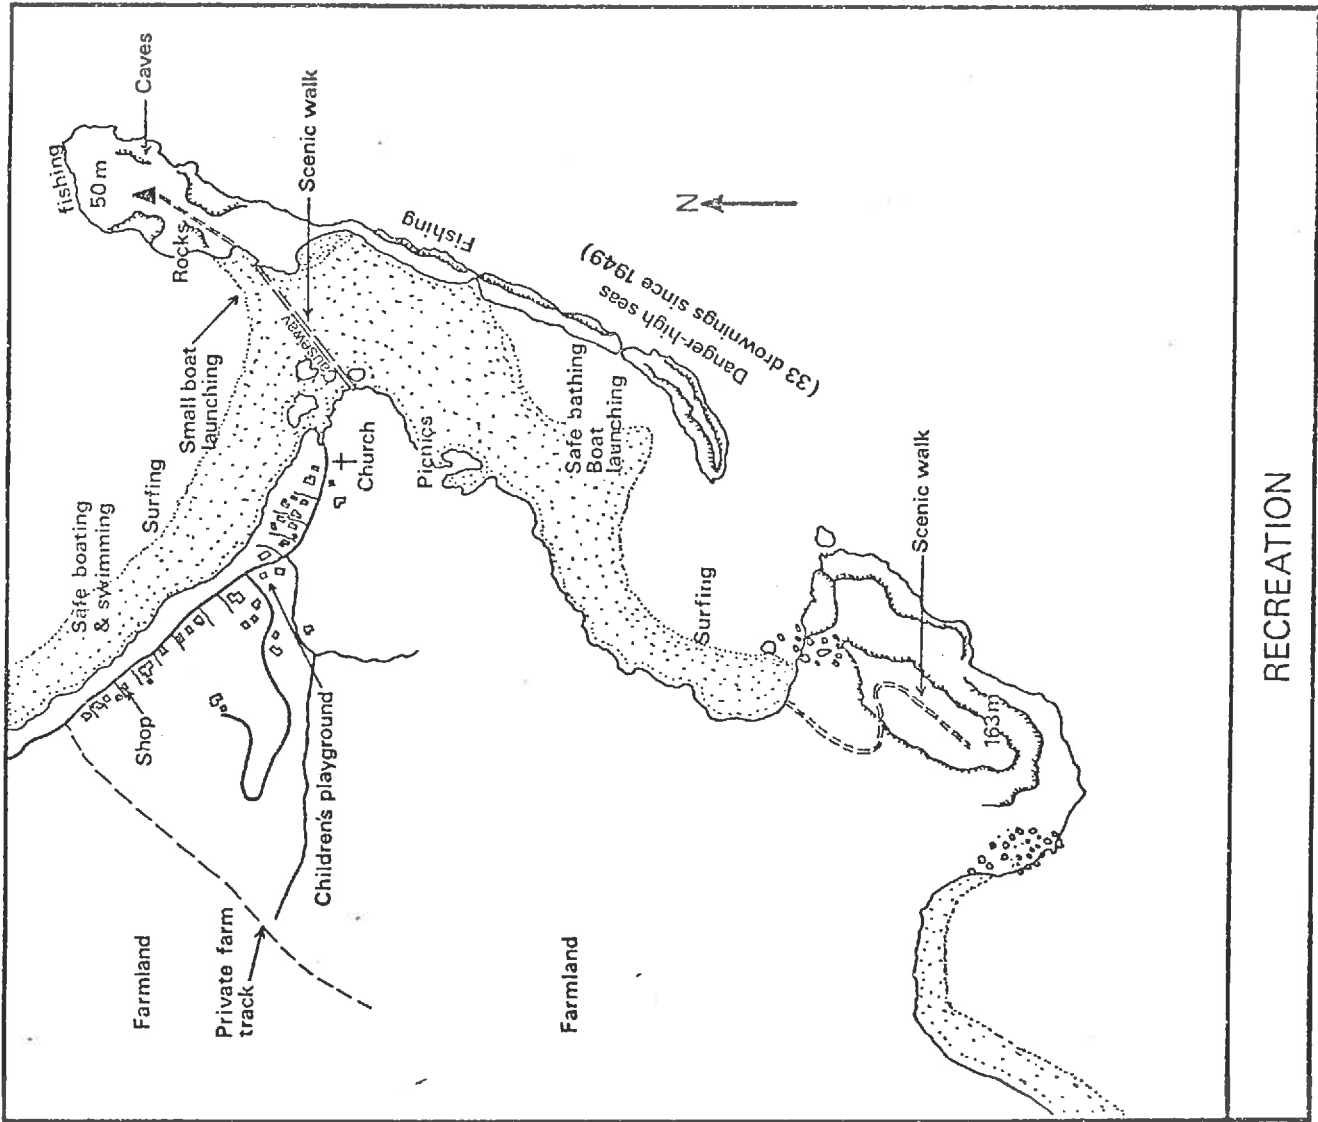 Caves
Scenic walk
fishing
50 m
Rocks
Causeway
Small boat
launching
Surfing
Safe boating
& swimming
Church
Picnics
Shop
Children's playground
Private farm
track
Farmland
Farmland
N
Fishing
Danger-high seas
(33 drownings since 1949)
Safe bathing
Boat
launching
Surfing
Scenic walk
163m
RECREATION